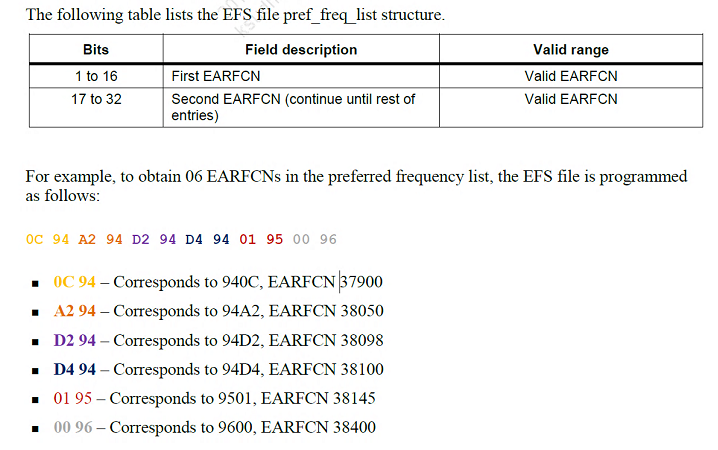 The following table lists the EFS file pref_freq_list structure.
Bits Field description Valid range
1 to 16 First EARFCN Valid EARFCN
17 to 32 Second EARFCN (continue until rest of Valid EARFCN
entries)
For example, to obtain 06 EARFCNs in the preferred frequency list, the EFS file is programmed
as follows:
0C 94 A2 94 D2 94 D4 94 01 95 00 96
▪ 0C 94 – Corresponds to 940C, EARFCN 37900
▪ A2 94 – Corresponds to 94A2, EARFCN 38050
▪ D2 94 – Corresponds to 94D2, EARFCN 38098
▪ D4 94 – Corresponds to 94D4, EARFCN 38100
▪ 01 95 – Corresponds to 9501, EARFCN 38145
▪ 00 96 – Corresponds to 9600, EARFCN 38400